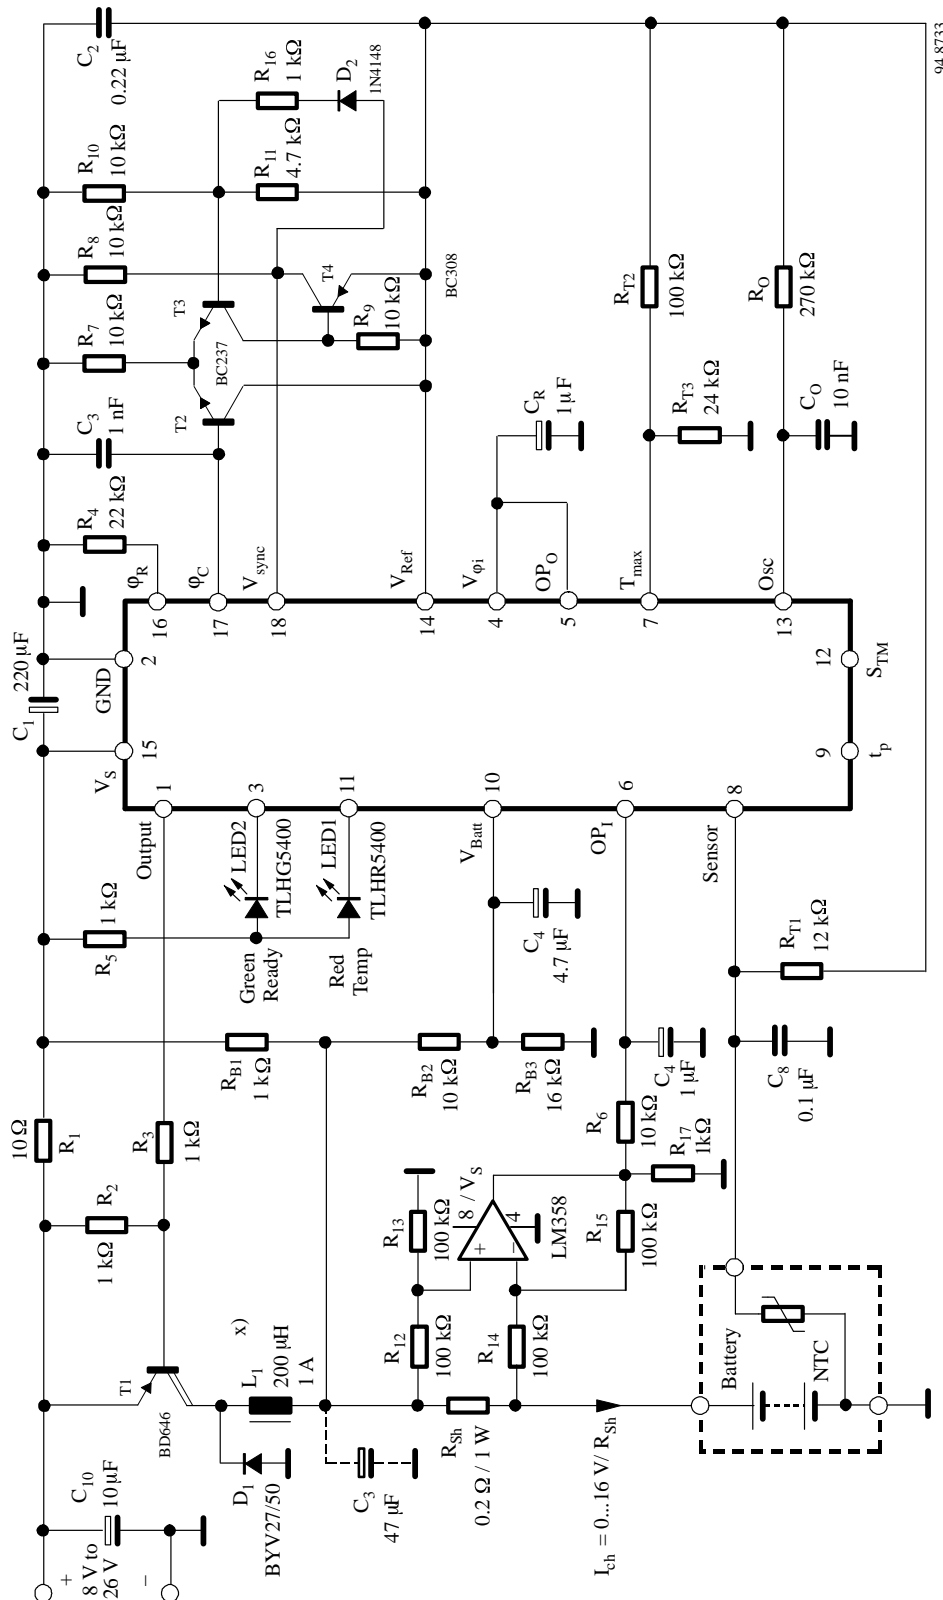 +
8 V to
26 V
–
C10
10 µF
T1
BD646
D1
BYV27/50
L1
200 µH
1 A
x)
C3
47 µF
RSh
0.2 Ω / 1 W
Ich = 0...16 V/ RSh
Battery
NTC
R2
1 kΩ
10 Ω
R1
R3
1 kΩ
RB1
1 kΩ
RB2
10 kΩ
RB3
16 kΩ
R12
100 kΩ
R13
100 kΩ
R14
100 kΩ
R15
100 kΩ
8 / VS
+
–
4
LM358
R6
10 kΩ
R17
1kΩ
C4
1 µF
C8
0.1 µF
RT1
12 kΩ
R5
1 kΩ
LED2
TLHG5400
Green
Ready
LED1
TLHR5400
Red
Temp
C4
4.7 µF
C1
220 µF
VS
15
GND
2
Output
1
3
11
VBatt
10
OPI
6
Sensor
8
tp
9
STM
12
φR
16
φC
17
Vsync
18
VRef
14
Vφi
4
OPO
5
Tmax
7
Osc
13
R4
22 kΩ
C3
1 nF
R7
10 kΩ
R8
10 kΩ
R10
10 kΩ
C2
0.22 µF
T2
BC237
T3
T4
R9
10 kΩ
BC308
R11
4.7 kΩ
R16
1 kΩ
D2
1N4148
CR
1µF
RT2
100 kΩ
RT3
24 kΩ
RO
270 kΩ
CO
10 nF
94 8733